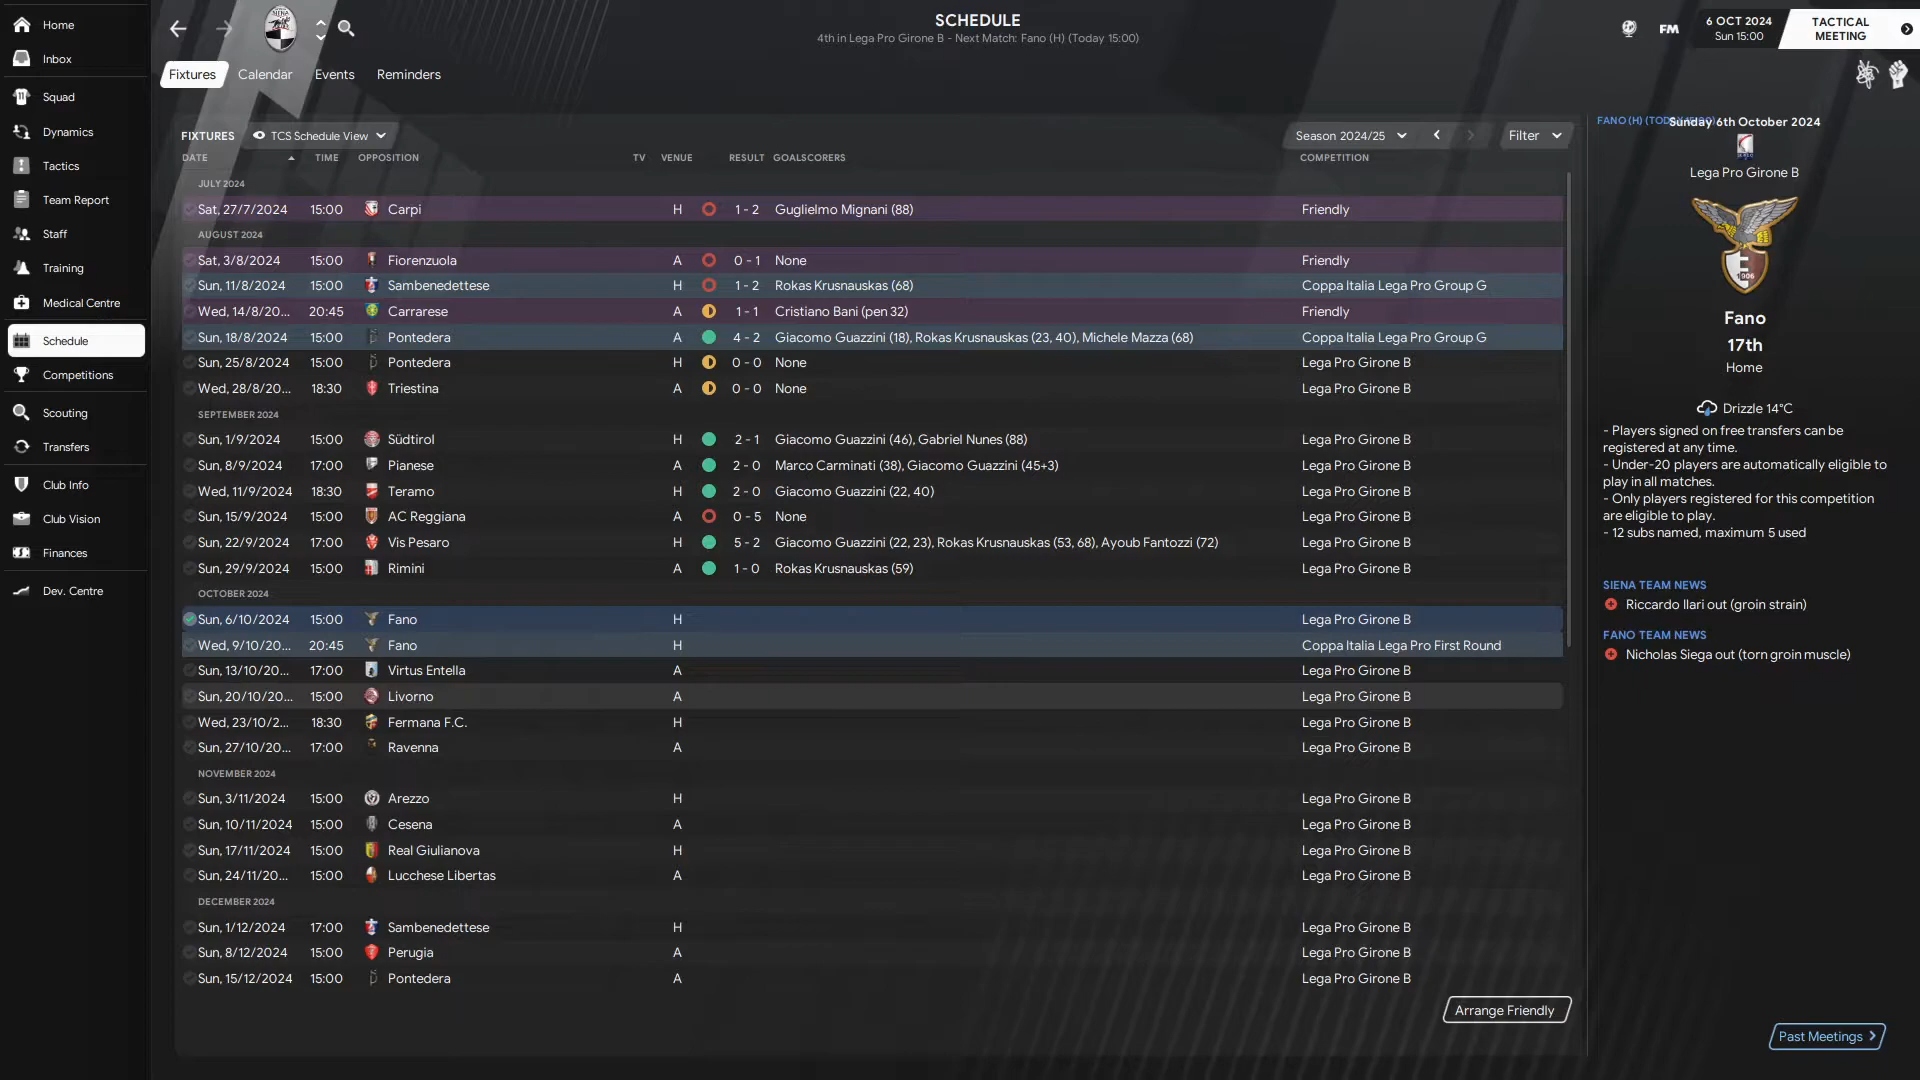 Home
Inbox
Squad
Dynamics
Tactics
Team Report
Staff
Training
Medical Centre
Schedule
Competitions
Scouting
Transfers
Club Info
Club Vision
Finances
Dev. Centre
SCHEDULE
4th in Lega Pro Girone B - Next Match: Fano (H) (Today 15:00)
FM
6 OCT 2024
Sun 15:00
TACTICAL
MEETING
Fixtures Calendar Events Reminders
FIXTURES TCS Schedule View Season 2024/25 Filter
DATE TIME OPPOSITION TV VENUE RESULT GOALSCORERS COMPETITION
JULY 2024
Sat, 27/7/2024 15:00 Carpi H 1 - 2 Guglielmo Mignani (88) Friendly
AUGUST 2024
Sat, 3/8/2024 15:00 Fiorenzuola A 0 - 1 None Friendly
Sun, 11/8/2024 15:00 Sambenedettese H 1 - 2 Rokas Krusnauskas (68) Coppa Italia Lega Pro Group G
Wed, 14/8/20... 20:45 Carrarese A 1 - 1 Cristiano Bani (pen 32) Friendly
Sun, 18/8/2024 15:00 Pontedera A 4 - 2 Giacomo Guazzini (18), Rokas Krusnauskas (23, 40), Michele Mazza (68) Coppa Italia Lega Pro Group G
Sun, 25/8/2024 15:00 Pontedera H 0 - 0 None Lega Pro Girone B
Wed, 28/8/20... 18:30 Triestina A 0 - 0 None Lega Pro Girone B
SEPTEMBER 2024
Sun, 1/9/2024 15:00 Südtirol H 2 - 1 Giacomo Guazzini (46), Gabriel Nunes (88) Lega Pro Girone B
Sun, 8/9/2024 17:00 Pianese A 2 - 0 Marco Carminati (38), Giacomo Guazzini (45+3) Lega Pro Girone B
Wed, 11/9/2024 18:30 Teramo H 2 - 0 Giacomo Guazzini (22, 40) Lega Pro Girone B
Sun, 15/9/2024 15:00 AC Reggiana A 0 - 5 None Lega Pro Girone B
Sun, 22/9/2024 17:00 Vis Pesaro H 5 - 2 Giacomo Guazzini (22, 23), Rokas Krusnauskas (53, 68), Ayoub Fantozzi (72) Lega Pro Girone B
Sun, 29/9/2024 15:00 Rimini A 1 - 0 Rokas Krusnauskas (59) Lega Pro Girone B
OCTOBER 2024
Sun, 6/10/2024 15:00 Fano H Lega Pro Girone B
Wed, 9/10/20... 20:45 Fano H Coppa Italia Lega Pro First Round
Sun, 13/10/20... 17:00 Virtus Entella A Lega Pro Girone B
Sun, 20/10/20... 15:00 Livorno A Lega Pro Girone B
Wed, 23/10/2... 18:30 Fermana F.C. H Lega Pro Girone B
Sun, 27/10/20... 17:00 Ravenna A Lega Pro Girone B
NOVEMBER 2024
Sun, 3/11/2024 15:00 Arezzo H Lega Pro Girone B
Sun, 10/11/2024 15:00 Cesena A Lega Pro Girone B
Sun, 17/11/2024 15:00 Real Giulianova H Lega Pro Girone B
Sun, 24/11/20... 15:00 Lucchese Libertas A Lega Pro Girone B
DECEMBER 2024
Sun, 1/12/2024 17:00 Sambenedettese H Lega Pro Girone B
Sun, 8/12/2024 15:00 Perugia A Lega Pro Girone B
Sun, 15/12/2024 15:00 Pontedera A Lega Pro Girone B
Arrange Friendly
FANO (H)
Sunday 6th October 2024
Lega Pro Girone B
1906
Fano
17th
Home
Drizzle 14°C
- Players signed on free transfers can be
registered at any time.
- Under-20 players are automatically eligible to
play in all matches.
- Only players registered for this competition
are eligible to play.
- 12 subs named, maximum 5 used
SIENA TEAM NEWS
Riccardo Ilari out (groin strain)
FANO TEAM NEWS
Nicholas Siega out (torn groin muscle)
Past Meetings